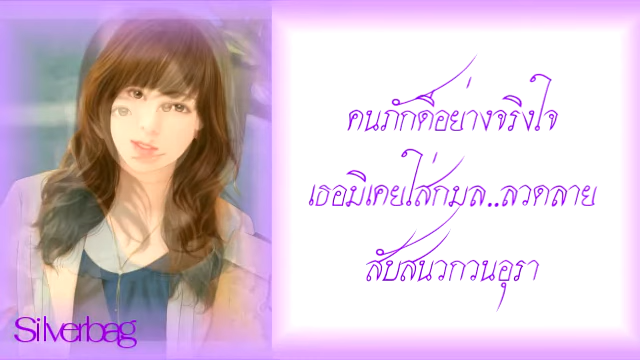 คนภักดีอย่างจริงใจ
เธอมิเคยใส่กมล..ลวดลาย
สับสนวกวนอุรา
Silverbag